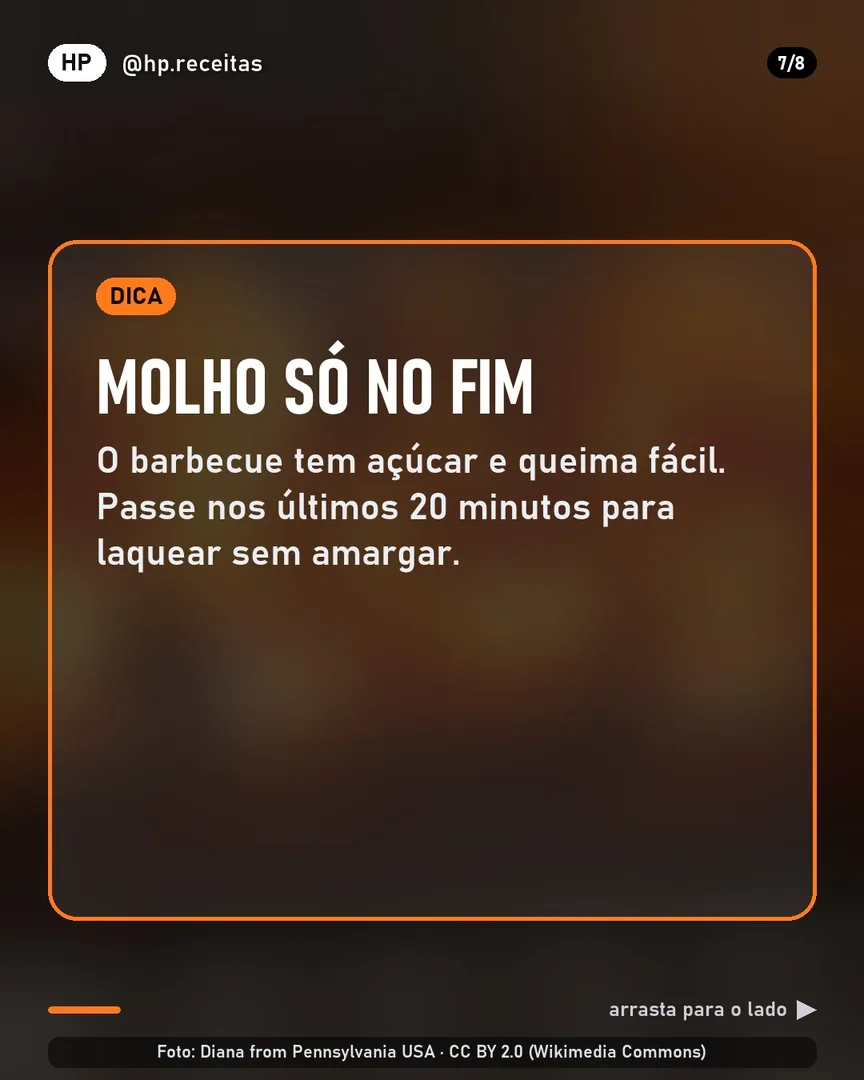 HP @hp.receitas 7/8
DICA
MOLHO SÓ NO FIM
O barbecue tem açúcar e queima fácil.
Passe nos últimos 20 minutos para
laquear sem amargar.
arrasta para o lado ▶
Foto: Diana from Pennsylvania USA · CC BY 2.0 (Wikimedia Commons)